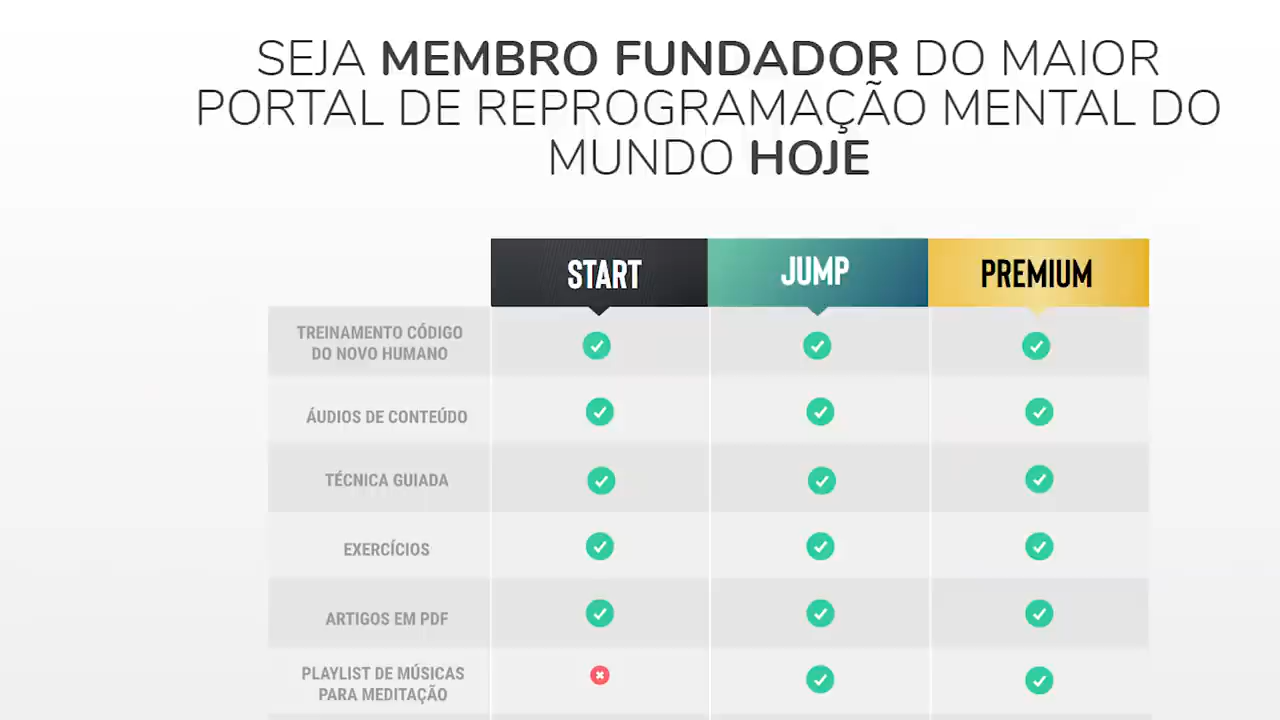 SEJA MEMBRO FUNDADOR DO MAIOR
PORTAL DE REPROGRAMAÇÃO MENTAL DO
MUNDO HOJE
START JUMP PREMIUM
TREINAMENTO CÓDIGO
DO NOVO HUMANO
ÁUDIOS DE CONTEÚDO
TÉCNICA GUIADA
EXERCÍCIOS
ARTIGOS EM PDF
PLAYLIST DE MÚSICAS
PARA MEDITAÇÃO